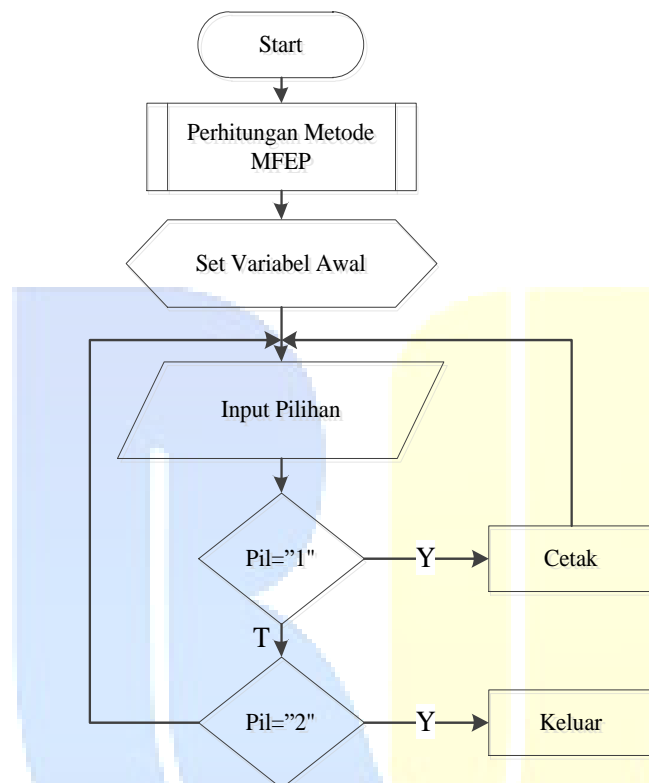 Start
Perhitungan Metode
MFEP
Set Variabel Awal
Input Pilihan
Pil=”1"
Y
Cetak
T
Pil=”2"
Y
Keluar